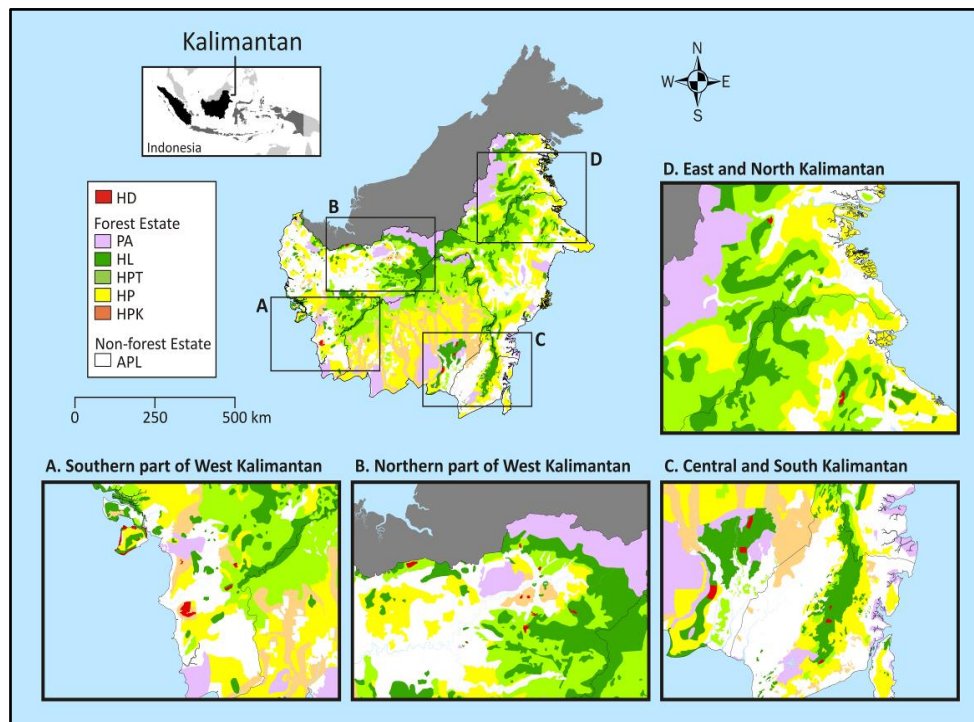 Kalimantan
Indonesia
N
W
E
S
HD
Forest Estate
PA
HL
HPT
HP
HPK
Non-forest Estate
APL
0
250
500 km
A
B
C
D
D. East and North Kalimantan
A. Southern part of West Kalimantan
B. Northern part of West Kalimantan
C. Central and South Kalimantan